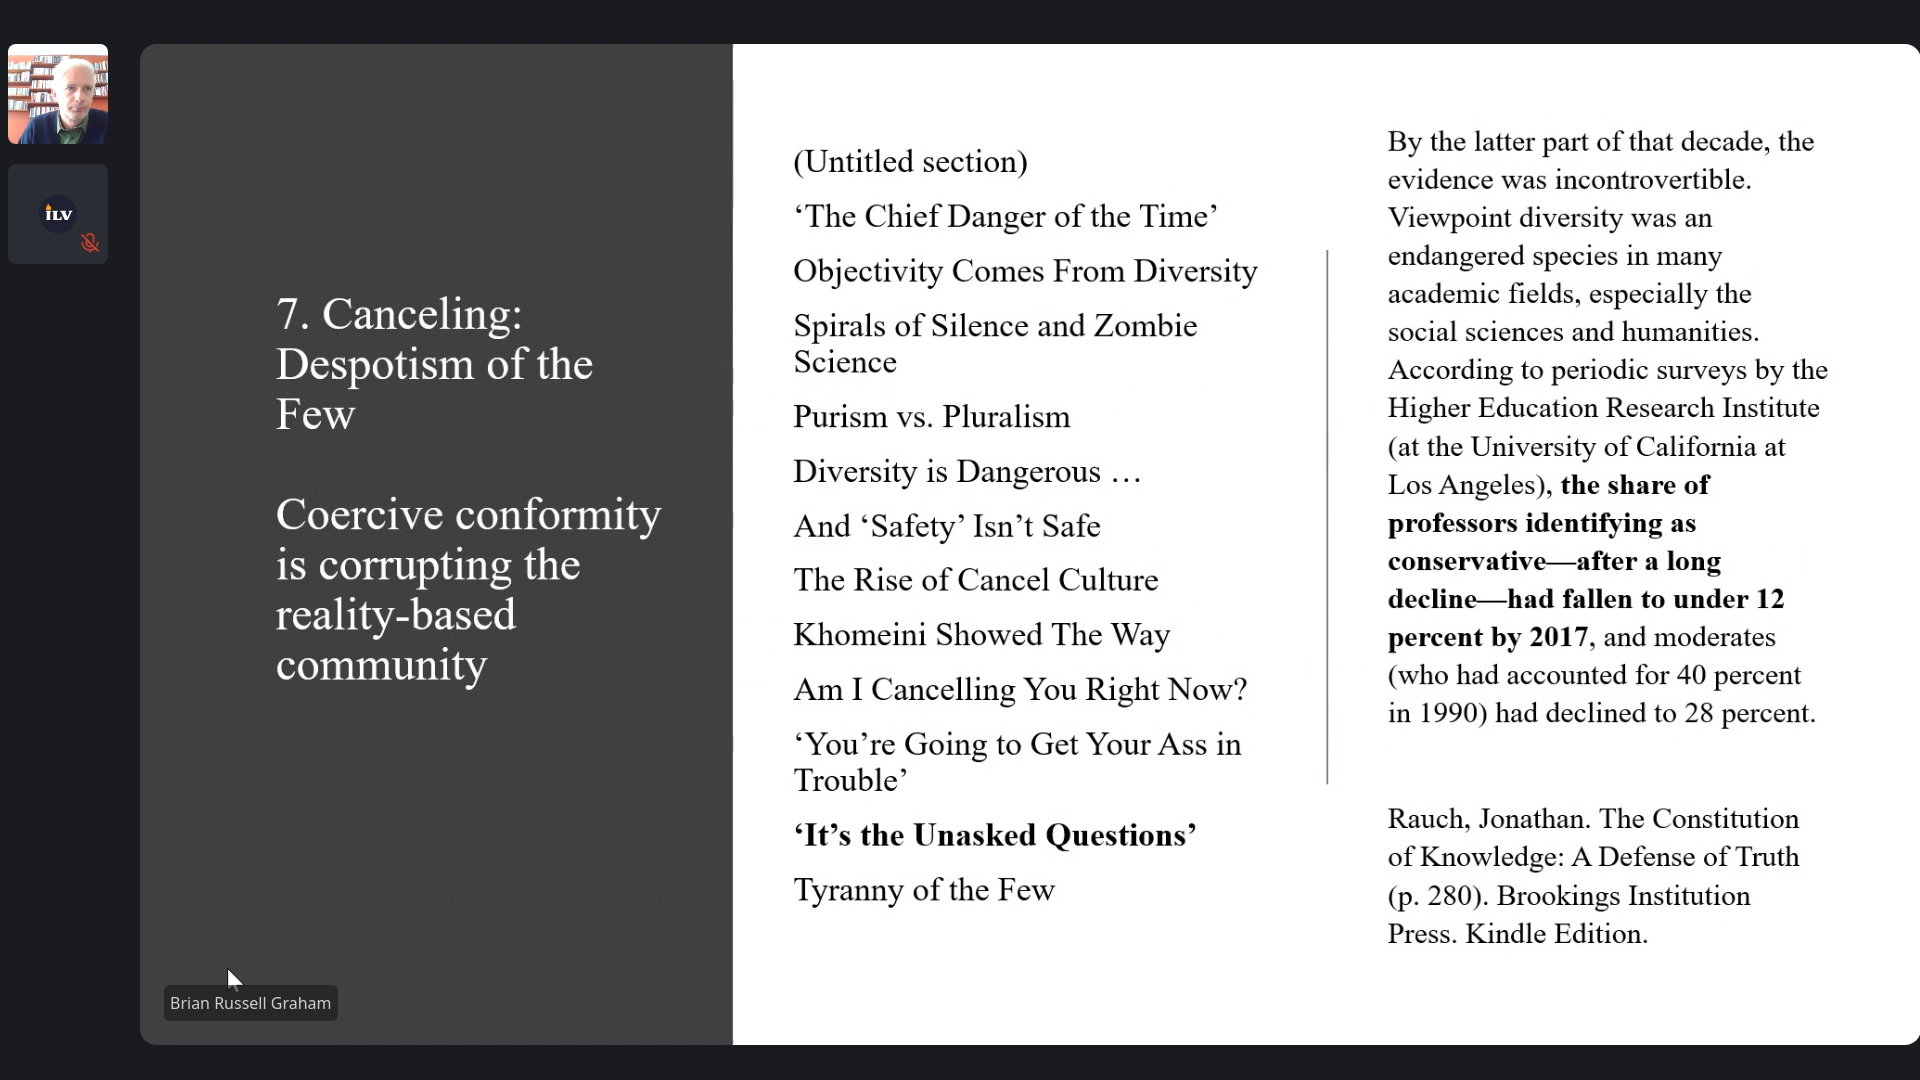 iLV
7. Canceling:
Despotism of the
Few
Coercive conformity
is corrupting the
reality-based
community
Brian Russell Graham
(Untitled section)
‘The Chief Danger of the Time’
Objectivity Comes From Diversity
Spirals of Silence and Zombie
Science
Purism vs. Pluralism
Diversity is Dangerous …
And ‘Safety’ Isn’t Safe
The Rise of Cancel Culture
Khomeini Showed The Way
Am I Cancelling You Right Now?
‘You’re Going to Get Your Ass in
Trouble’
‘It’s the Unasked Questions’
Tyranny of the Few
By the latter part of that decade, the
evidence was incontrovertible.
Viewpoint diversity was an
endangered species in many
academic fields, especially the
social sciences and humanities.
According to periodic surveys by the
Higher Education Research Institute
(at the University of California at
Los Angeles), the share of
professors identifying as
conservative—after a long
decline—had fallen to under 12
percent by 2017, and moderates
(who had accounted for 40 percent
in 1990) had declined to 28 percent.
Rauch, Jonathan. The Constitution
of Knowledge: A Defense of Truth
(p. 280). Brookings Institution
Press. Kindle Edition.